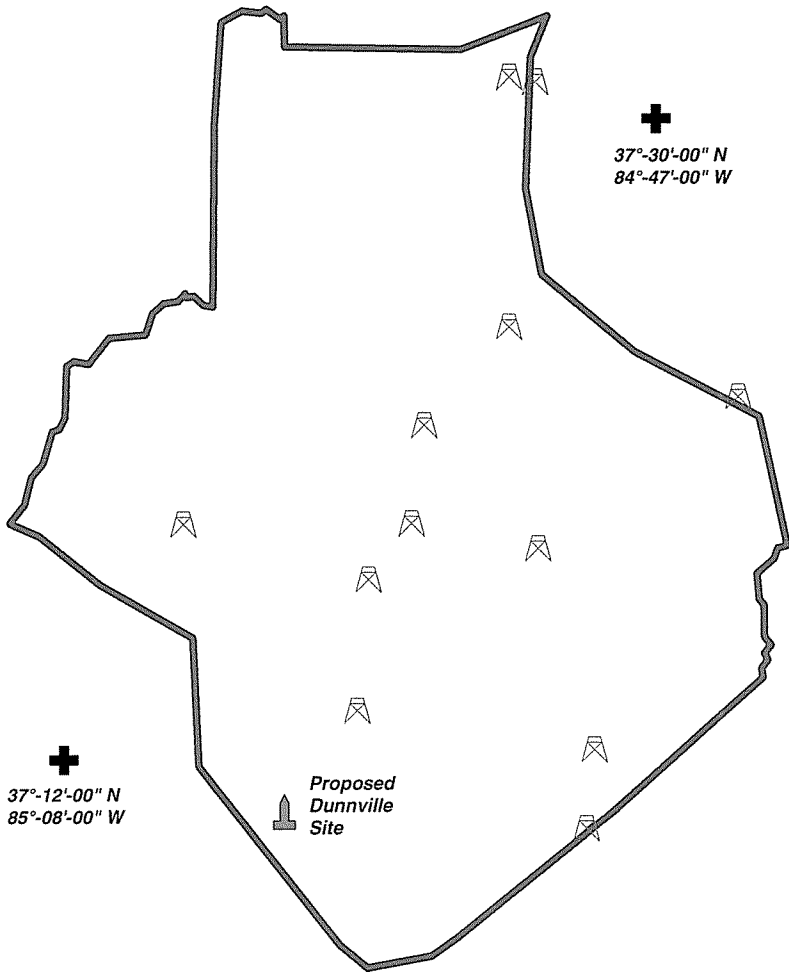 37°-30'-00" N
84°-47'-00" W
Proposed
Dunnville
Site
37°-12'-00" N
85°-08'-00" W